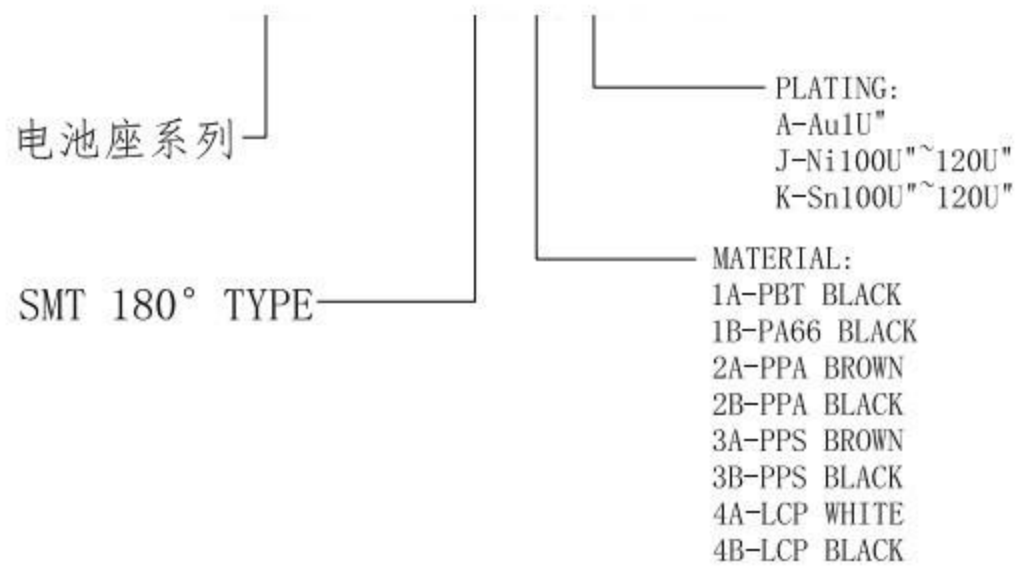 电池座系列
SMT 180° TYPE
PLATING:
A-Au1U"
J-Ni100U"~120U"
K-Sn100U"~120U"
MATERIAL:
1A-PBT BLACK
1B-PA66 BLACK
2A-PPA BROWN
2B-PPA BLACK
3A-PPS BROWN
3B-PPS BLACK
4A-LCP WHITE
4B-LCP BLACK